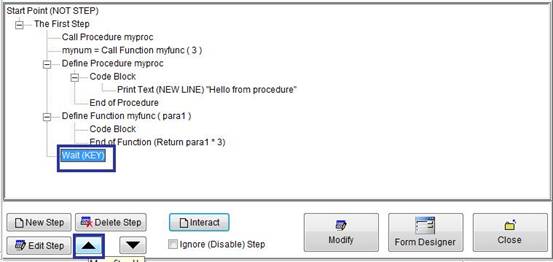 Start Point (NOT STEP)
The First Step
Call Procedure myproc
mynum = Call Function myfunc ( 3 )
Define Procedure myproc
Code Block
Print Text (NEW LINE) "Hello from procedure"
End of Procedure
Define Function myfunc ( para1 )
Code Block
End of Function (Return para1 * 3)
Wait (KEY)
New Step Delete Step Interact
Edit Step Ignore (Disable) Step
Modify Form Designer Close